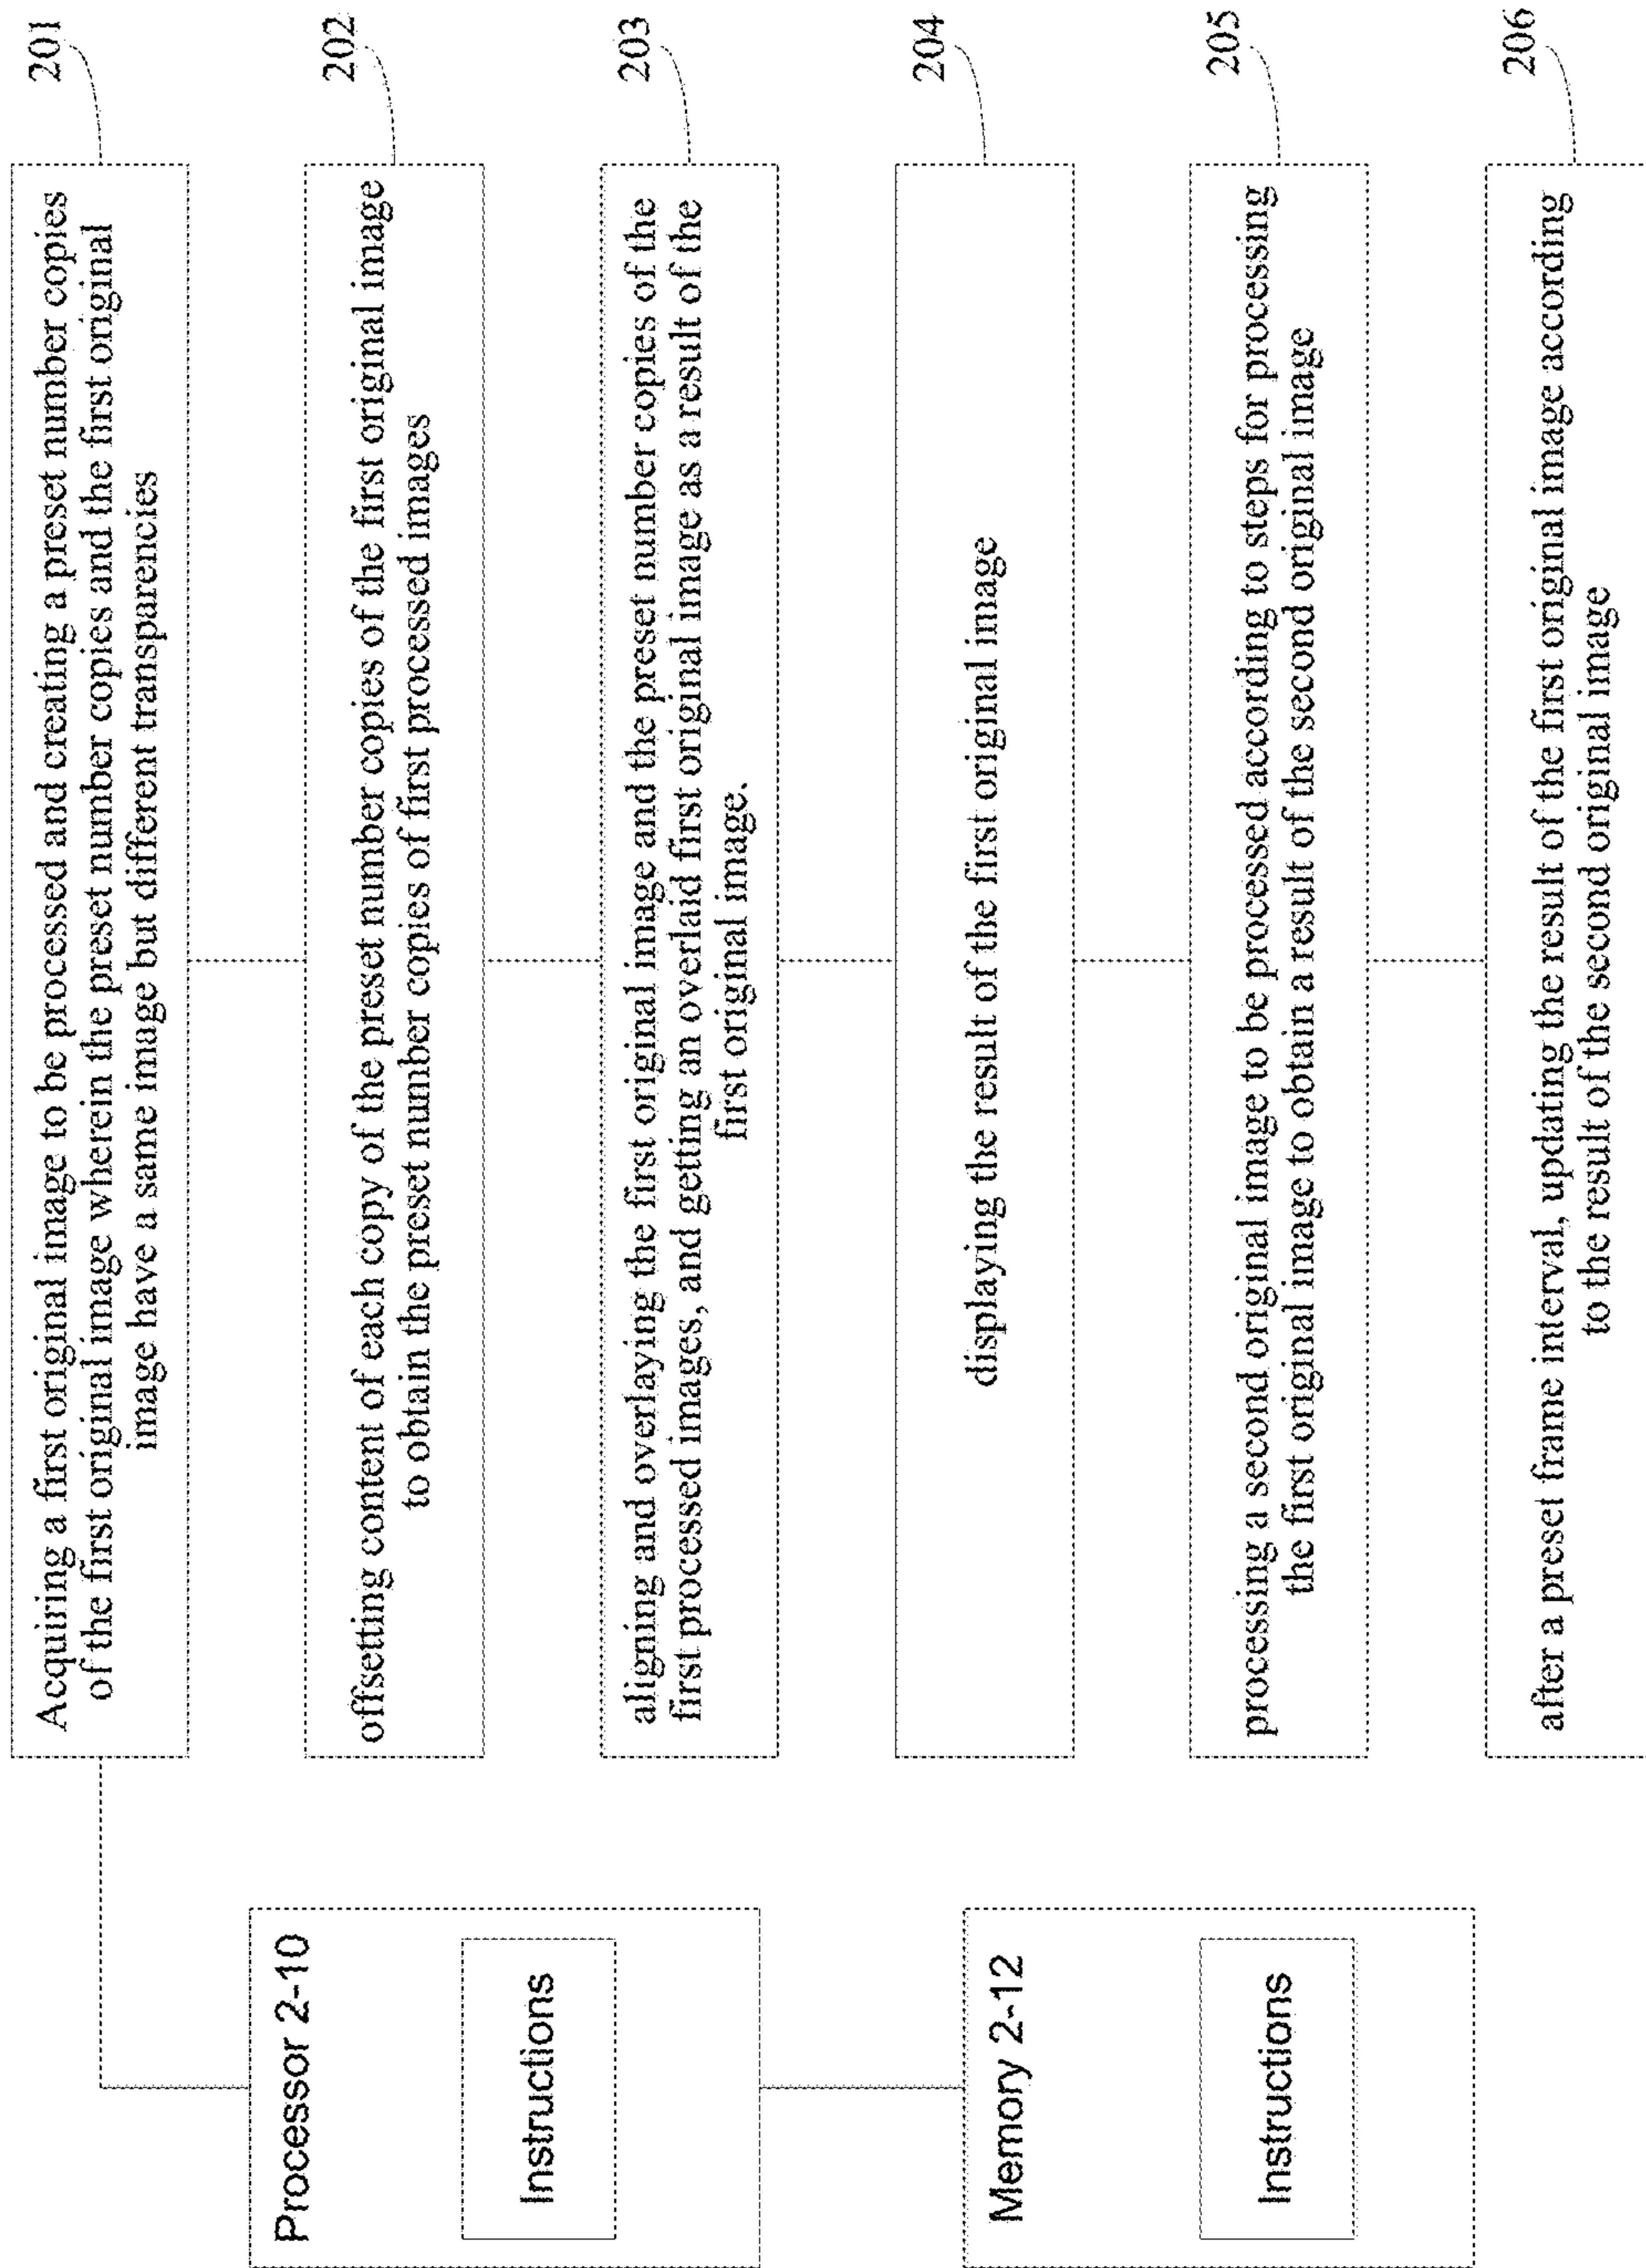 Processor 2-10
Instructions
Memory 2-12
Instructions
Acquiring a first original image to be processed and creating a preset number copies
of the first original image wherein the preset number copies and the first original
image have a same image but different transparencies
201
offsetting content of each copy of the preset number copies of the first original image
to obtain the preset number copies of first processed images
202
aligning and overlaying the first original image and the preset number copies of the
first processed images, and getting an overlaid first original image as a result of the
first original image.
203
displaying the result of the first original image
204
processing a second original image to be processed according to steps for processing
the first original image to obtain a result of the second original image
205
after a preset frame interval, updating the result of the first original image according
to the result of the second original image
206